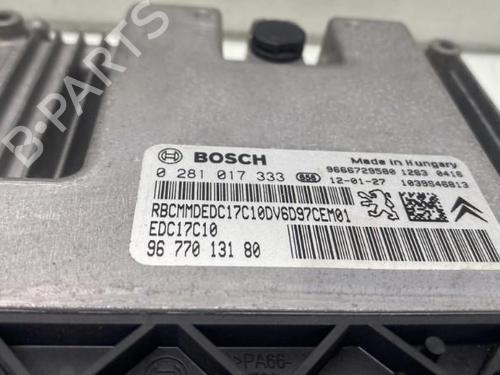 BOSCH
Made in Hungary
0 281 017 333 858
9666729580 1263 0416
12-01-27 1039S46813
RBCMMDEDC17C10DV6D97CEM01
EDC17C10
96 770 131 80
>PA66-
B-PARTS